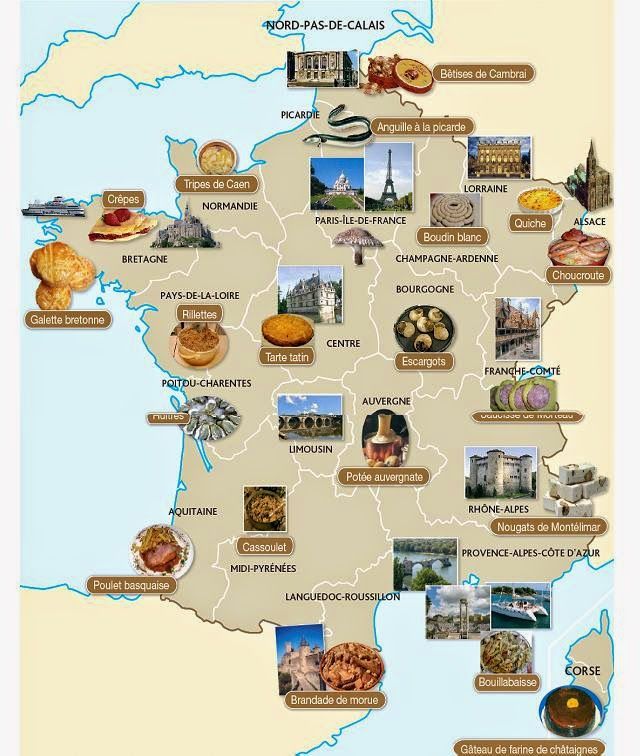 NORD-PAS-DE-CALAIS
Bêtises de Cambrai
PICARDIE
Anguille à la picarde
Tripes de Caen
LORRAINE
Crêpes
NORMANDIE
PARIS-ÎLE-DE-FRANCE
Quiche
ALSACE
Boudin blanc
BRETAGNE
CHAMPAGNE-ARDENNE
Choucroute
PAYS-DE-LA-LOIRE
BOURGOGNE
Galette bretonne
Rillettes
Tarte tatin
CENTRE
Escargots
FRANCHE-COMTÉ
POITOU-CHARENTES
AUVERGNE
Huîtres
Saucisse de Morteau
LIMOUSIN
Potée auvergnate
AQUITAINE
RHÔNE-ALPES
Nougats de Montélimar
Cassoulet
PROVENCE-ALPES-CÔTE D'AZUR
MIDI-PYRÉNÉES
Poulet basquaise
LANGUEDOC-ROUSSILLON
CORSE
Bouillabaisse
Brandade de morue
Gâteau de farine de châtaignes